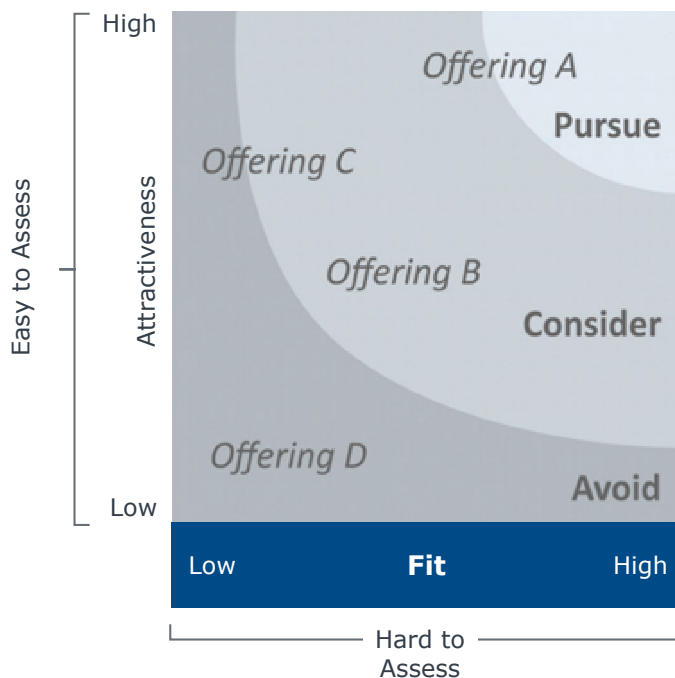 High
Offering A
Pursue
Offering C
Easy to Assess
Attractiveness
Offering B
Consider
Offering D
Avoid
Low
Low
Fit
High
Hard to
Assess